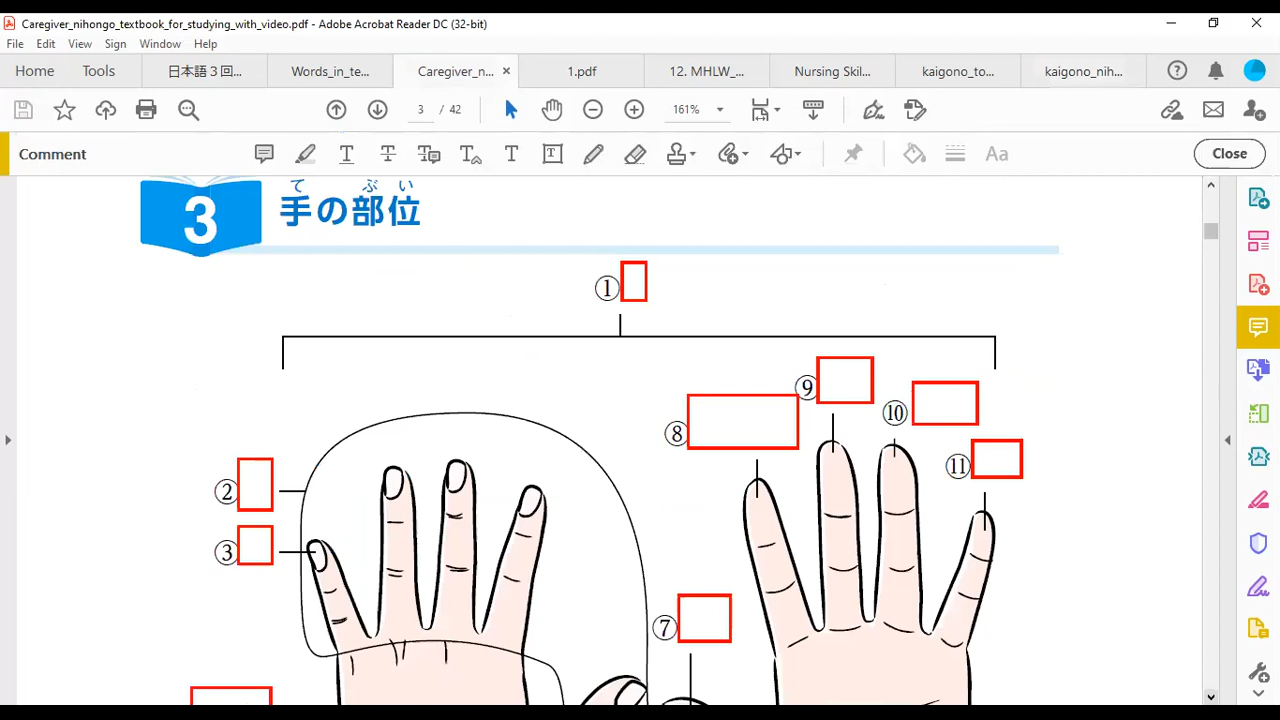 Caregiver_nihongo_textbook_for_studying_with_video.pdf - Adobe Acrobat Reader DC (32-bit)
File Edit View Sign Window Help
Home Tools 日本語３回... Words_in_te... Caregiver_n... × 1.pdf 12. MHLW_... Nursing Skil... kaigono_to... kaigono_nih...
3 / 42 161%
Comment Close
て ぶ い
3 手の部位
①
⑨
⑩
⑧
⑪
②
③
⑦